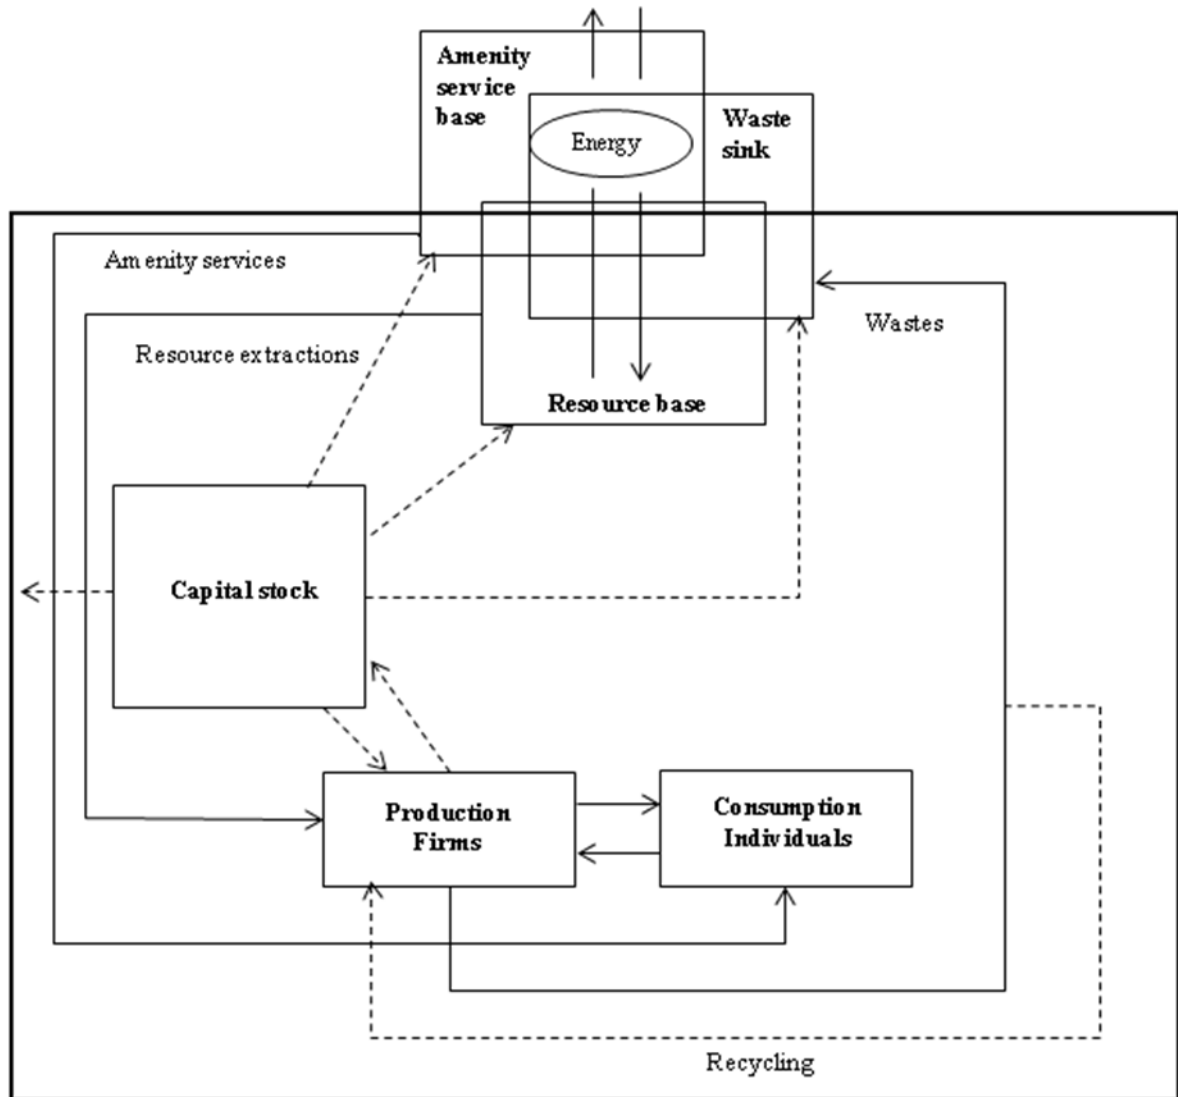 Amenity
service
base
Waste
sink
Energy
Amenity services
Wastes
Resource extractions
Resource base
Capital stock
Production
Firms
Consumption
Individuals
Recycling